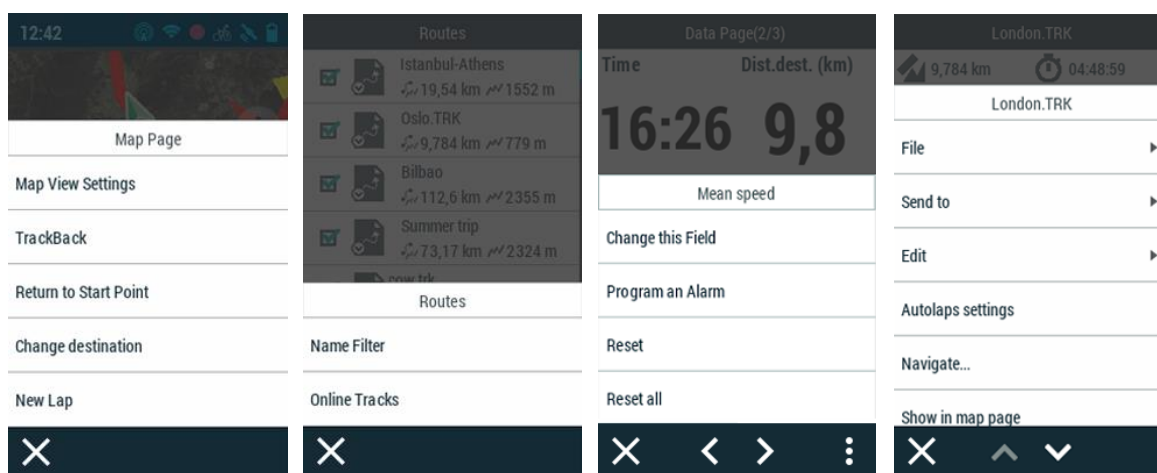 12:42
Map Page
Map View Settings
TrackBack
Return to Start Point
Change destination
New Lap
Routes
Istanbul-Athens
19,54 km 1552 m
Oslo.TRK
9,784 km 779 m
Bilbao
112,6 km 2355 m
Summer trip
73,17 km 2324 m
cow.trk
Routes
Name Filter
Online Tracks
Data Page(2/3)
Time Dist.dest. (km)
16:26 9,8
Mean speed
Change this Field
Program an Alarm
Reset
Reset all
London.TRK
9,784 km 04:48:59
London.TRK
File
Send to
Edit
Autolaps settings
Navigate...
Show in map page